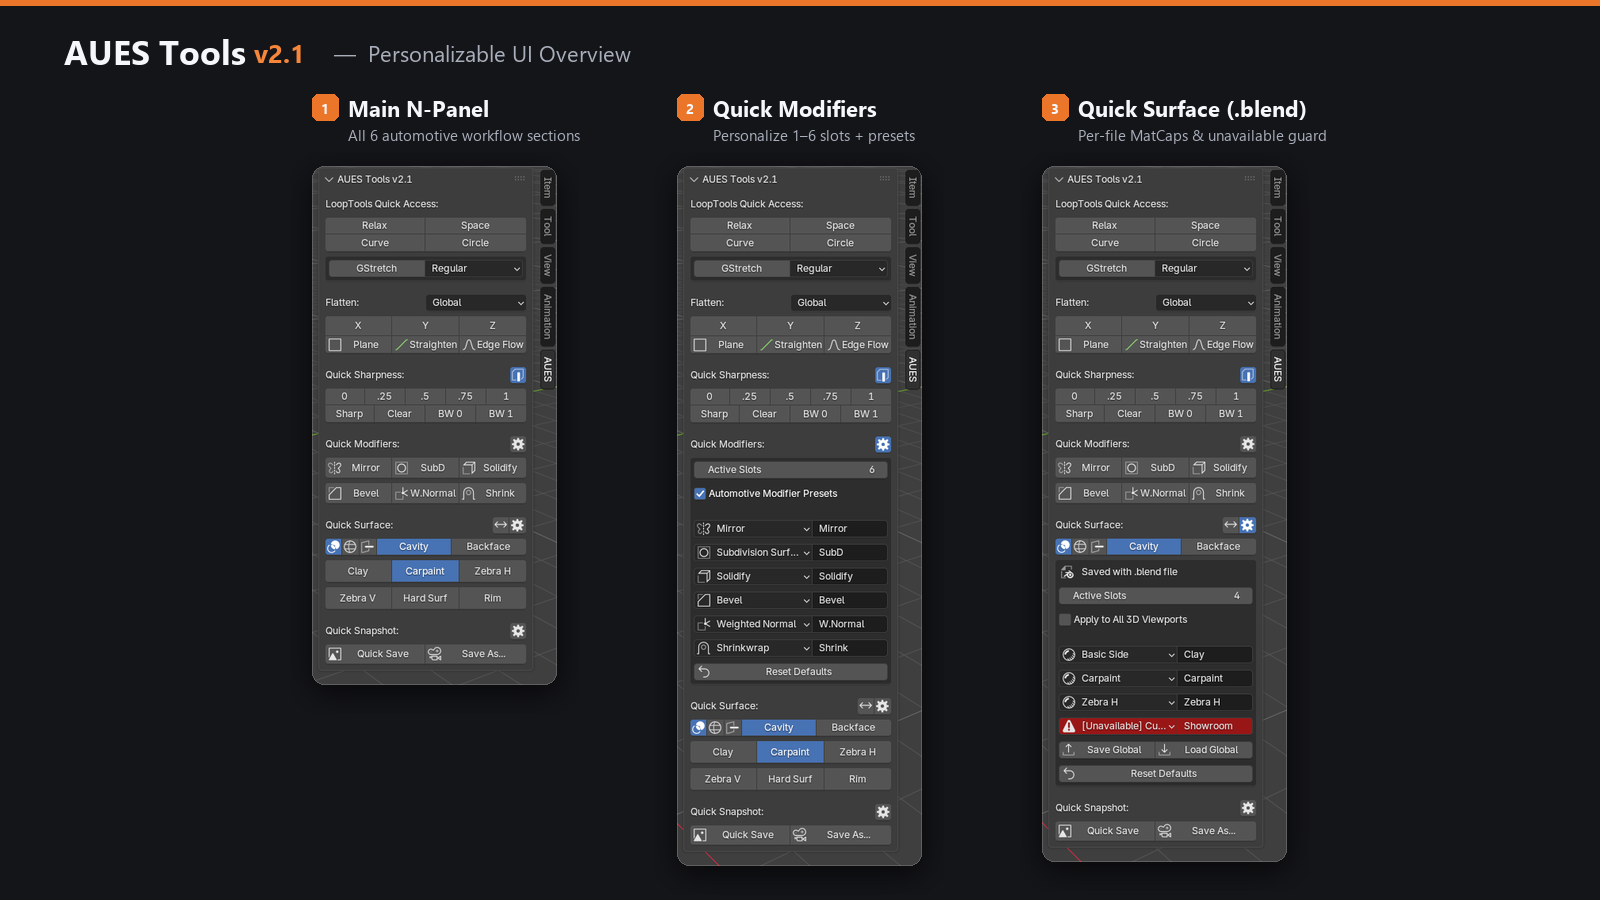 AUES Tools v2.1 — Personalizable UI Overview
1 Main N-Panel
All 6 automotive workflow sections
AUES Tools v2.1
LoopTools Quick Access:
Relax Space
Curve Circle
GStretch Regular
Flatten: Global
X Y Z
Plane Straighten Edge Flow
Quick Sharpness:
0 .25 .5 .75 1
Sharp Clear BW 0 BW 1
Quick Modifiers:
Mirror SubD Solidify
Bevel W.Normal Shrink
Quick Surface:
Cavity Backface
Clay Carpaint Zebra H
Zebra V Hard Surf Rim
Quick Snapshot:
Quick Save Save As...
Item
Tool
View
Animation
AUES
2 Quick Modifiers
Personalize 1–6 slots + presets
AUES Tools v2.1
LoopTools Quick Access:
Relax Space
Curve Circle
GStretch Regular
Flatten: Global
X Y Z
Plane Straighten Edge Flow
Quick Sharpness:
0 .25 .5 .75 1
Sharp Clear BW 0 BW 1
Quick Modifiers:
Active Slots 6
Automotive Modifier Presets
Mirror Mirror
Subdivision Surf... SubD
Solidify Solidify
Bevel Bevel
Weighted Normal W.Normal
Shrinkwrap Shrink
Reset Defaults
Quick Surface:
Cavity Backface
Clay Carpaint Zebra H
Zebra V Hard Surf Rim
Quick Snapshot:
Quick Save Save As...
Item
Tool
View
Animation
AUES
3 Quick Surface (.blend)
Per-file MatCaps & unavailable guard
AUES Tools v2.1
LoopTools Quick Access:
Relax Space
Curve Circle
GStretch Regular
Flatten: Global
X Y Z
Plane Straighten Edge Flow
Quick Sharpness:
0 .25 .5 .75 1
Sharp Clear BW 0 BW 1
Quick Modifiers:
Mirror SubD Solidify
Bevel W.Normal Shrink
Quick Surface:
Cavity Backface
Saved with .blend file
Active Slots 4
Apply to All 3D Viewports
Basic Side Clay
Carpaint Carpaint
Zebra H Zebra H
[Unavailable] Cu... Showroom
Save Global Load Global
Reset Defaults
Quick Snapshot:
Quick Save Save As...
Item
Tool
View
Animation
AUES